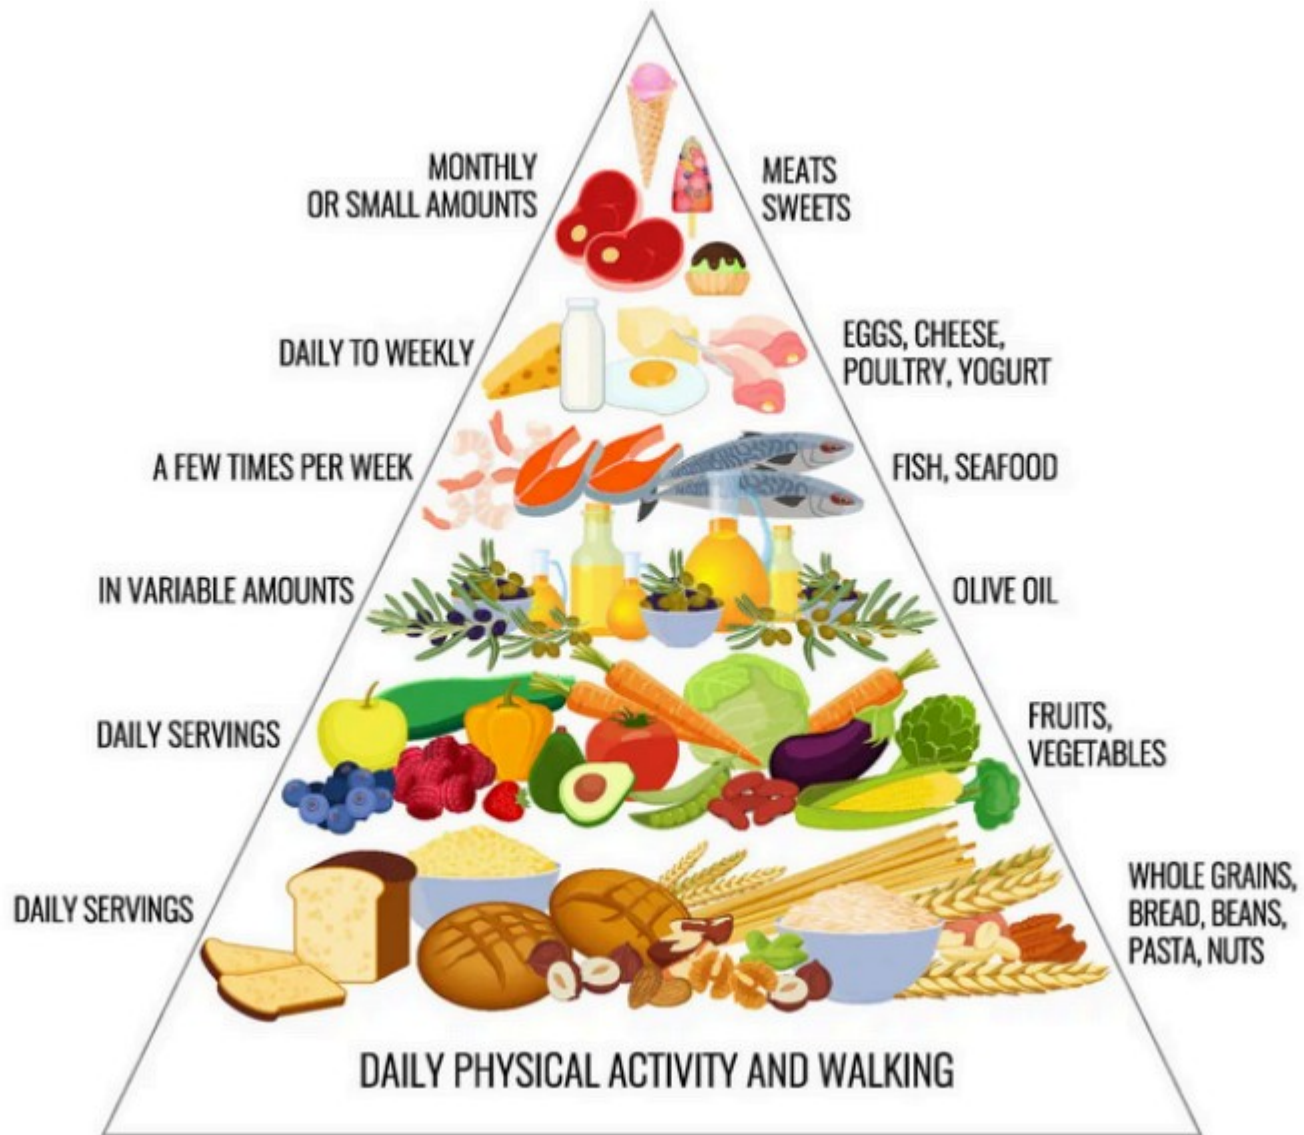 MONTHLY
OR SMALL AMOUNTS
MEATS
SWEETS
DAILY TO WEEKLY
EGGS, CHEESE,
POULTRY, YOGURT
A FEW TIMES PER WEEK
FISH, SEAFOOD
IN VARIABLE AMOUNTS
OLIVE OIL
DAILY SERVINGS
FRUITS,
VEGETABLES
DAILY SERVINGS
WHOLE GRAINS,
BREAD, BEANS,
PASTA, NUTS
DAILY PHYSICAL ACTIVITY AND WALKING